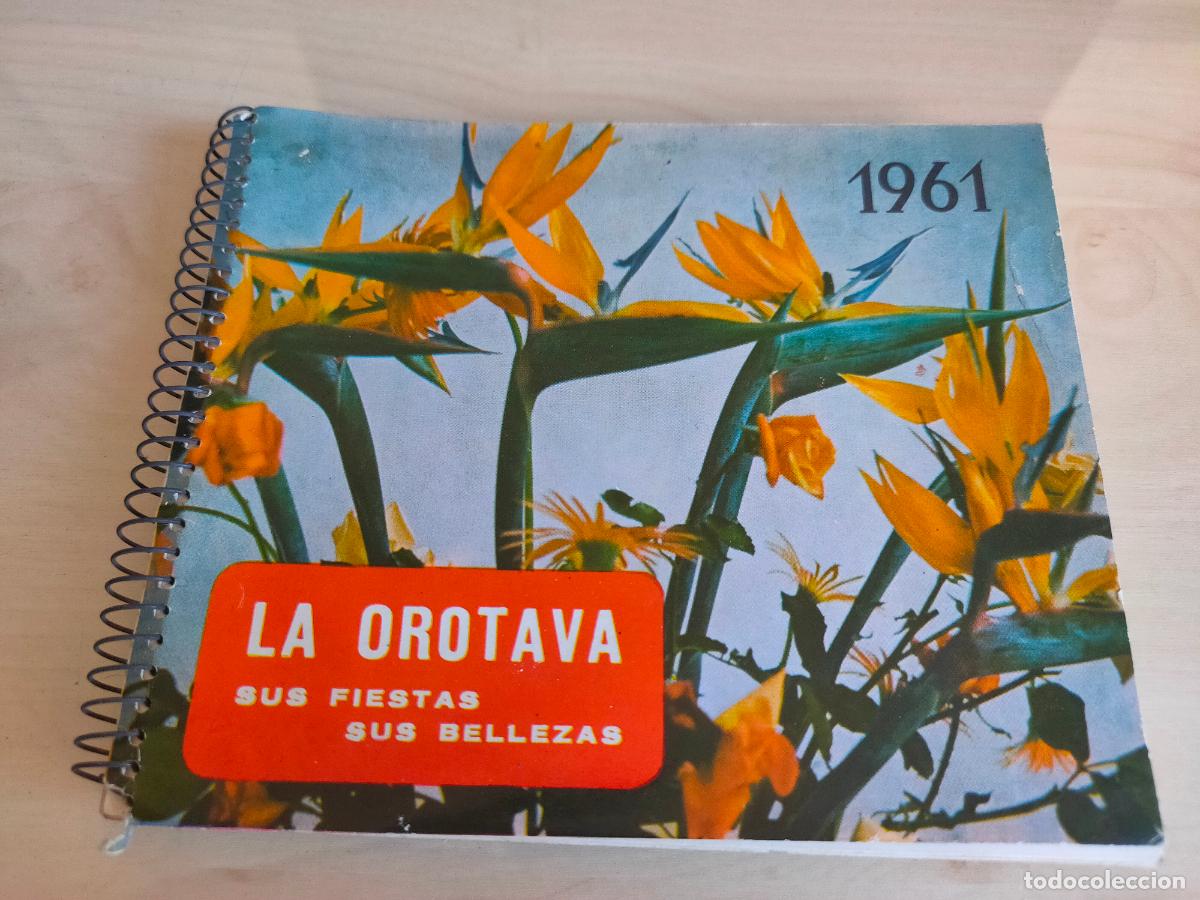 1961
LA OROTAVA
SUS FIESTAS
SUS BELLEZAS
todocoleccion